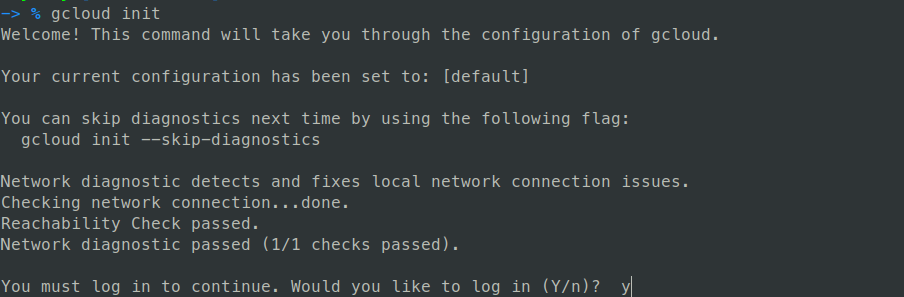 -> % gcloud init
Welcome! This command will take you through the configuration of gcloud.
Your current configuration has been set to: [default]
You can skip diagnostics next time by using the following flag:
  gcloud init --skip-diagnostics
Network diagnostic detects and fixes local network connection issues.
Checking network connection...done.
Reachability Check passed.
Network diagnostic passed (1/1 checks passed).
You must log in to continue. Would you like to log in (Y/n)?  y